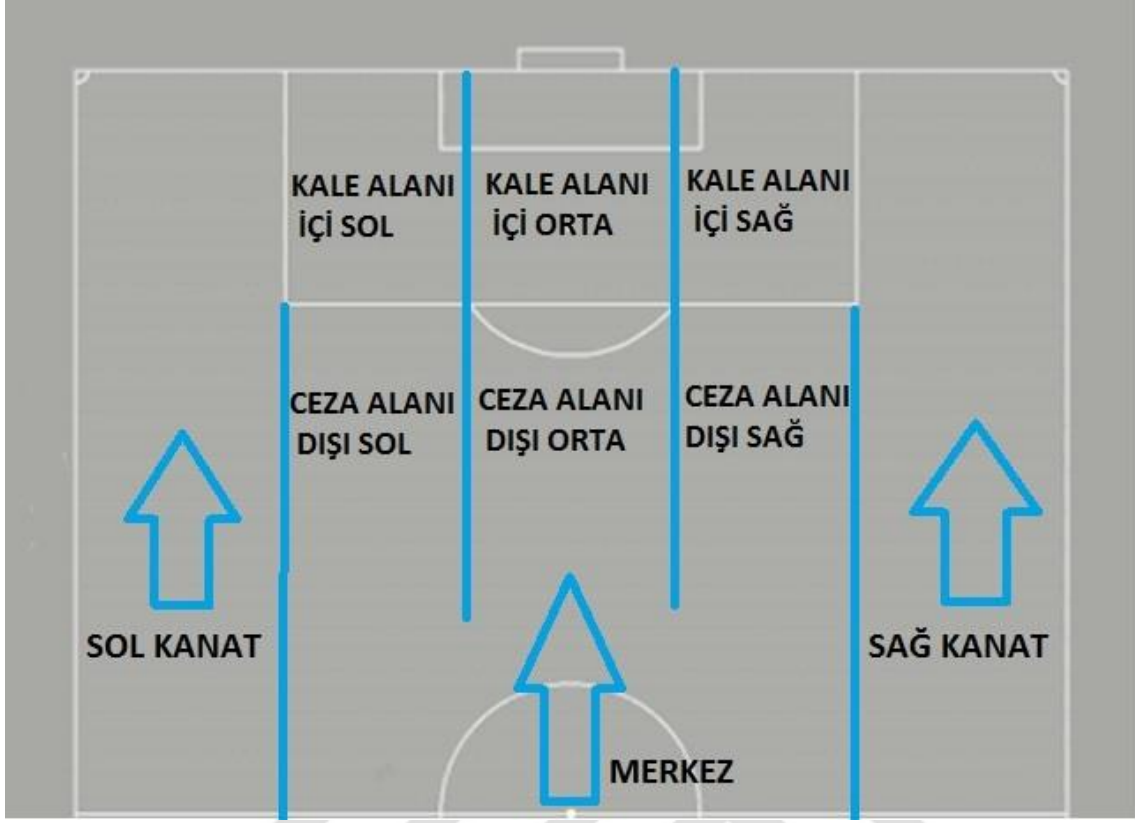 KALE ALANI
İÇİ SOL
KALE ALANI
İÇİ ORTA
KALE ALANI
İÇİ SAĞ
CEZA ALANI
DIŞI SOL
CEZA ALANI
DIŞI ORTA
CEZA ALANI
DIŞI SAĞ
SOL KANAT
SAĞ KANAT
MERKEZ